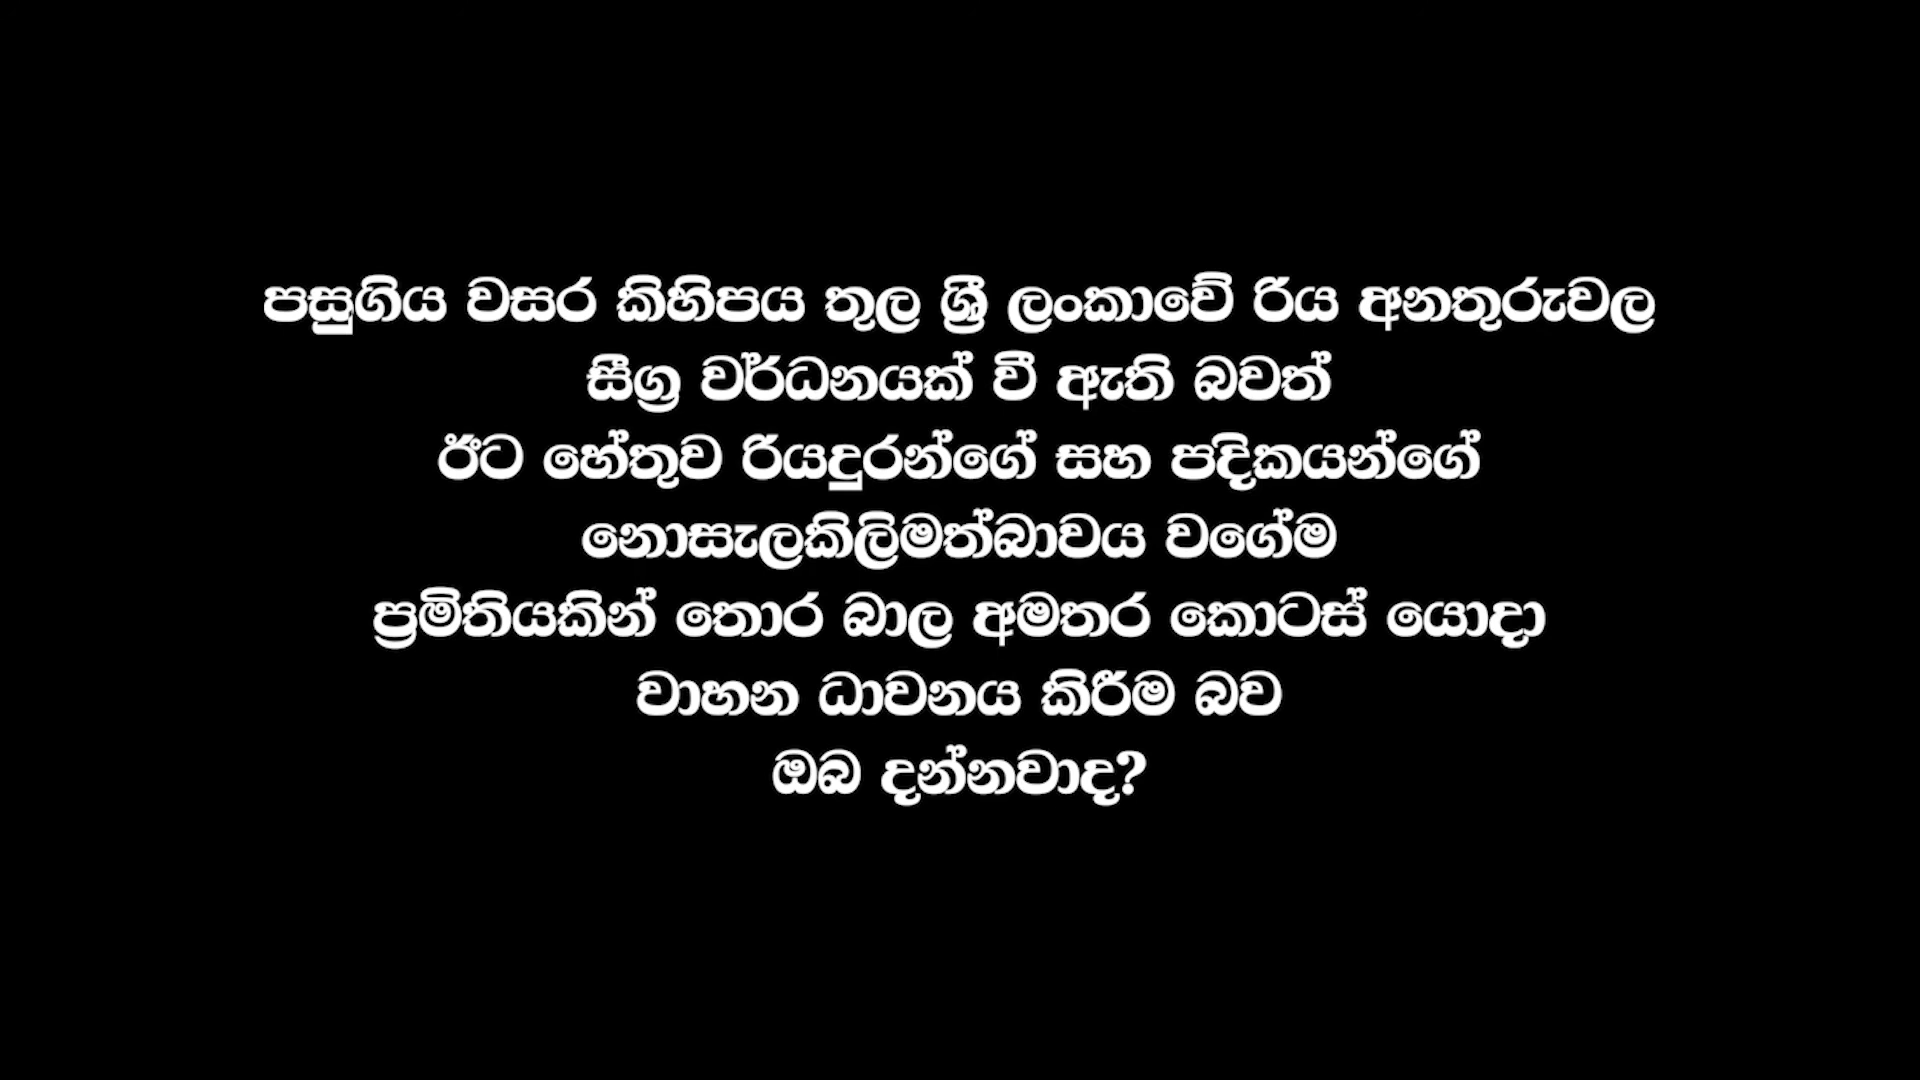 පසුගිය වසර කිහිපය තුල ශ්‍රී ලංකාවේ රිය අනතුරුවල
සීග්‍ර වර්ධනයක් වී ඇති බවත්
ඊට හේතුව රියදුරන්ගේ සහ පදිකයන්ගේ
නොසැලකිලිමත්බාවය වගේම
ප්‍රමිතියකින් තොර බාල අමතර කොටස් යොදා
වාහන ධාවනය කිරීම බව
ඔබ දන්නවාද?